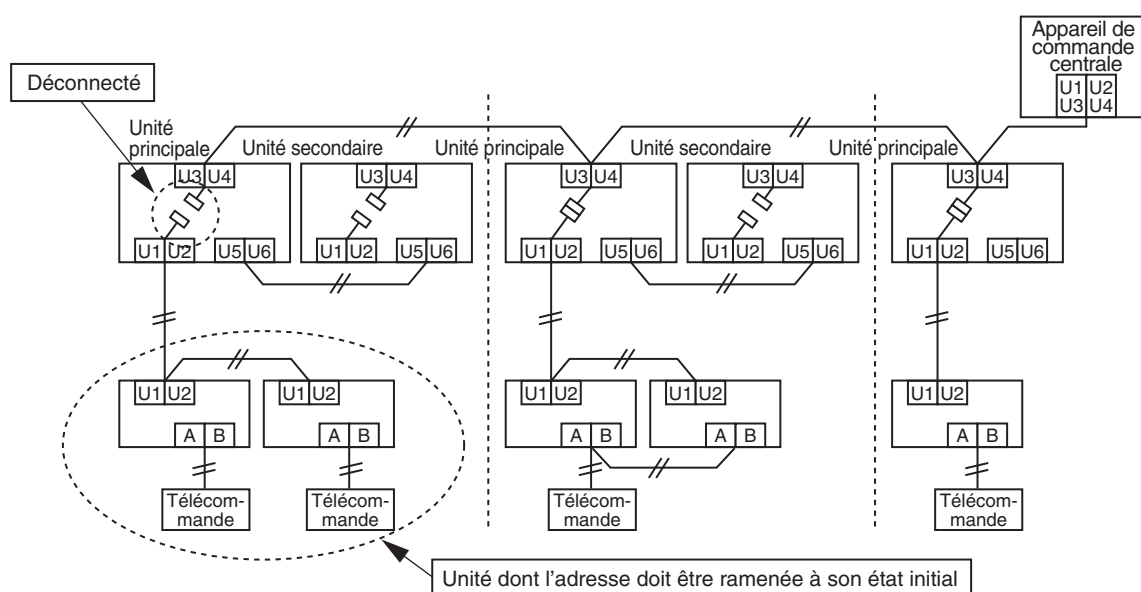 Appareil de
commande
centrale
U1 U2
U3 U4
Déconnecté
Unité
principale
Unité secondaire
Unité principale
Unité secondaire
Unité principale
U3 U4
U3 U4
U3 U4
U3 U4
U3 U4
U1 U2
U5 U6
U1 U2
U5 U6
U1 U2
U5 U6
U1 U2
U5 U6
U1 U2
U5 U6
U1 U2
U1 U2
U1 U2
U1 U2
U1 U2
A B
A B
A B
A B
A B
Télécom-
mande
Télécom-
mande
Télécom-
mande
Télécom-
mande
Unité dont l'adresse doit être ramenée à son état initial